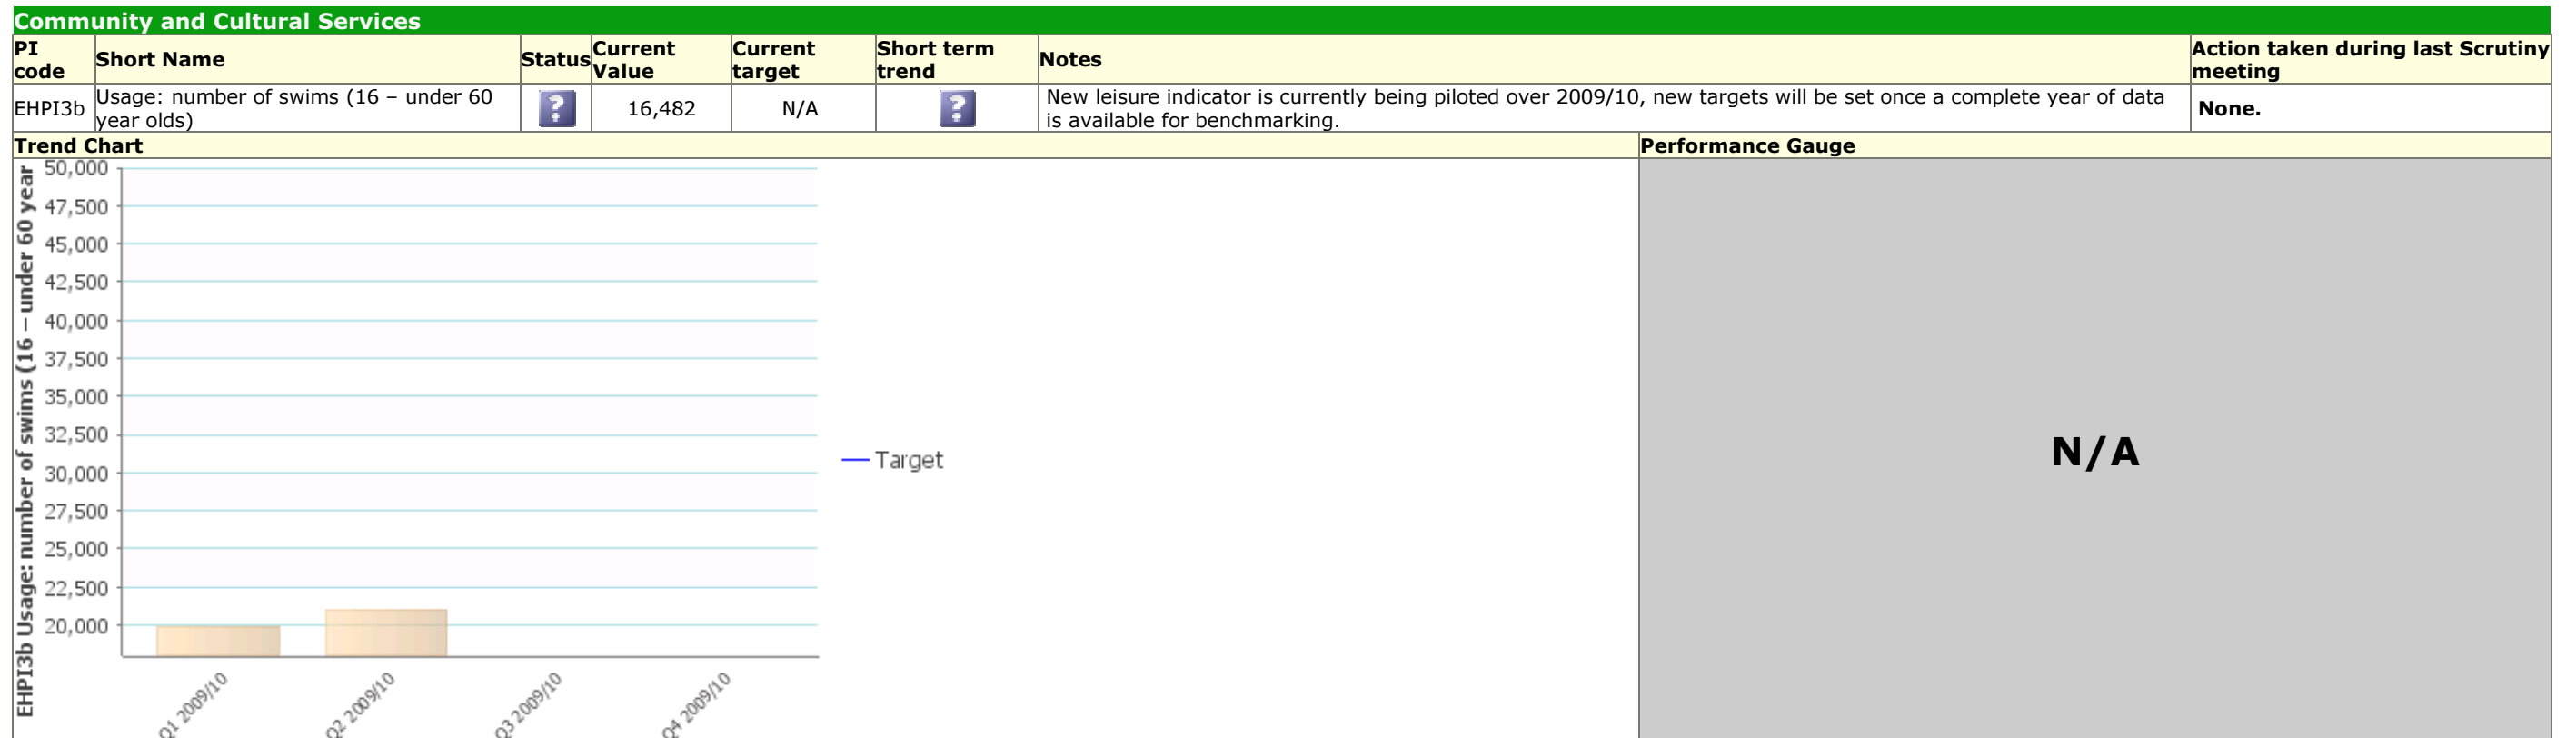 Community and Cultural Services
PI code
Short Name
Status
Current Value
Current target
Short term trend
Notes
Action taken during last Scrutiny meeting
EHPI3b
Usage: number of swims (16 – under 60
year olds)
?
16,482
N/A
?
New leisure indicator is currently being piloted over 2009/10, new targets will be set once a complete year of data
is available for benchmarking.
None.
Trend Chart
Performance Gauge
EHPI3b Usage: number of swims (16 – under 60 year
50,000
47,500
45,000
42,500
40,000
37,500
35,000
32,500
30,000
27,500
25,000
22,500
20,000
Q1 2009/10
Q2 2009/10
Q3 2009/10
Q4 2009/10
Target
N/A